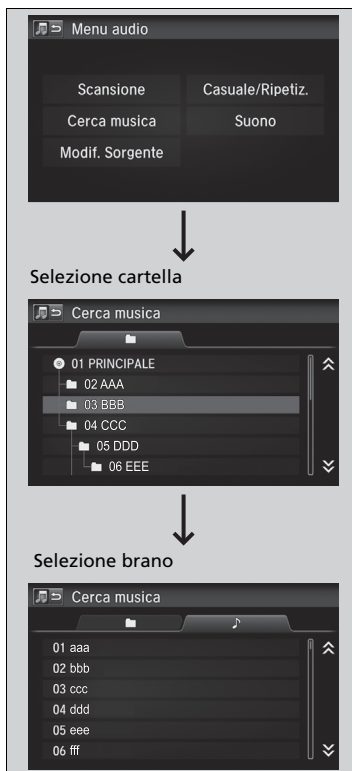 Menu audio
Scansione Casuale/Ripetiz.
Cerca musica Suono
Modif. Sorgente
Selezione cartella
Cerca musica
01 PRINCIPALE
02 AAA
03 BBB
04 CCC
05 DDD
06 EEE
Selezione brano
Cerca musica
01 aaa
02 bbb
03 ccc
04 ddd
05 eee
06 fff